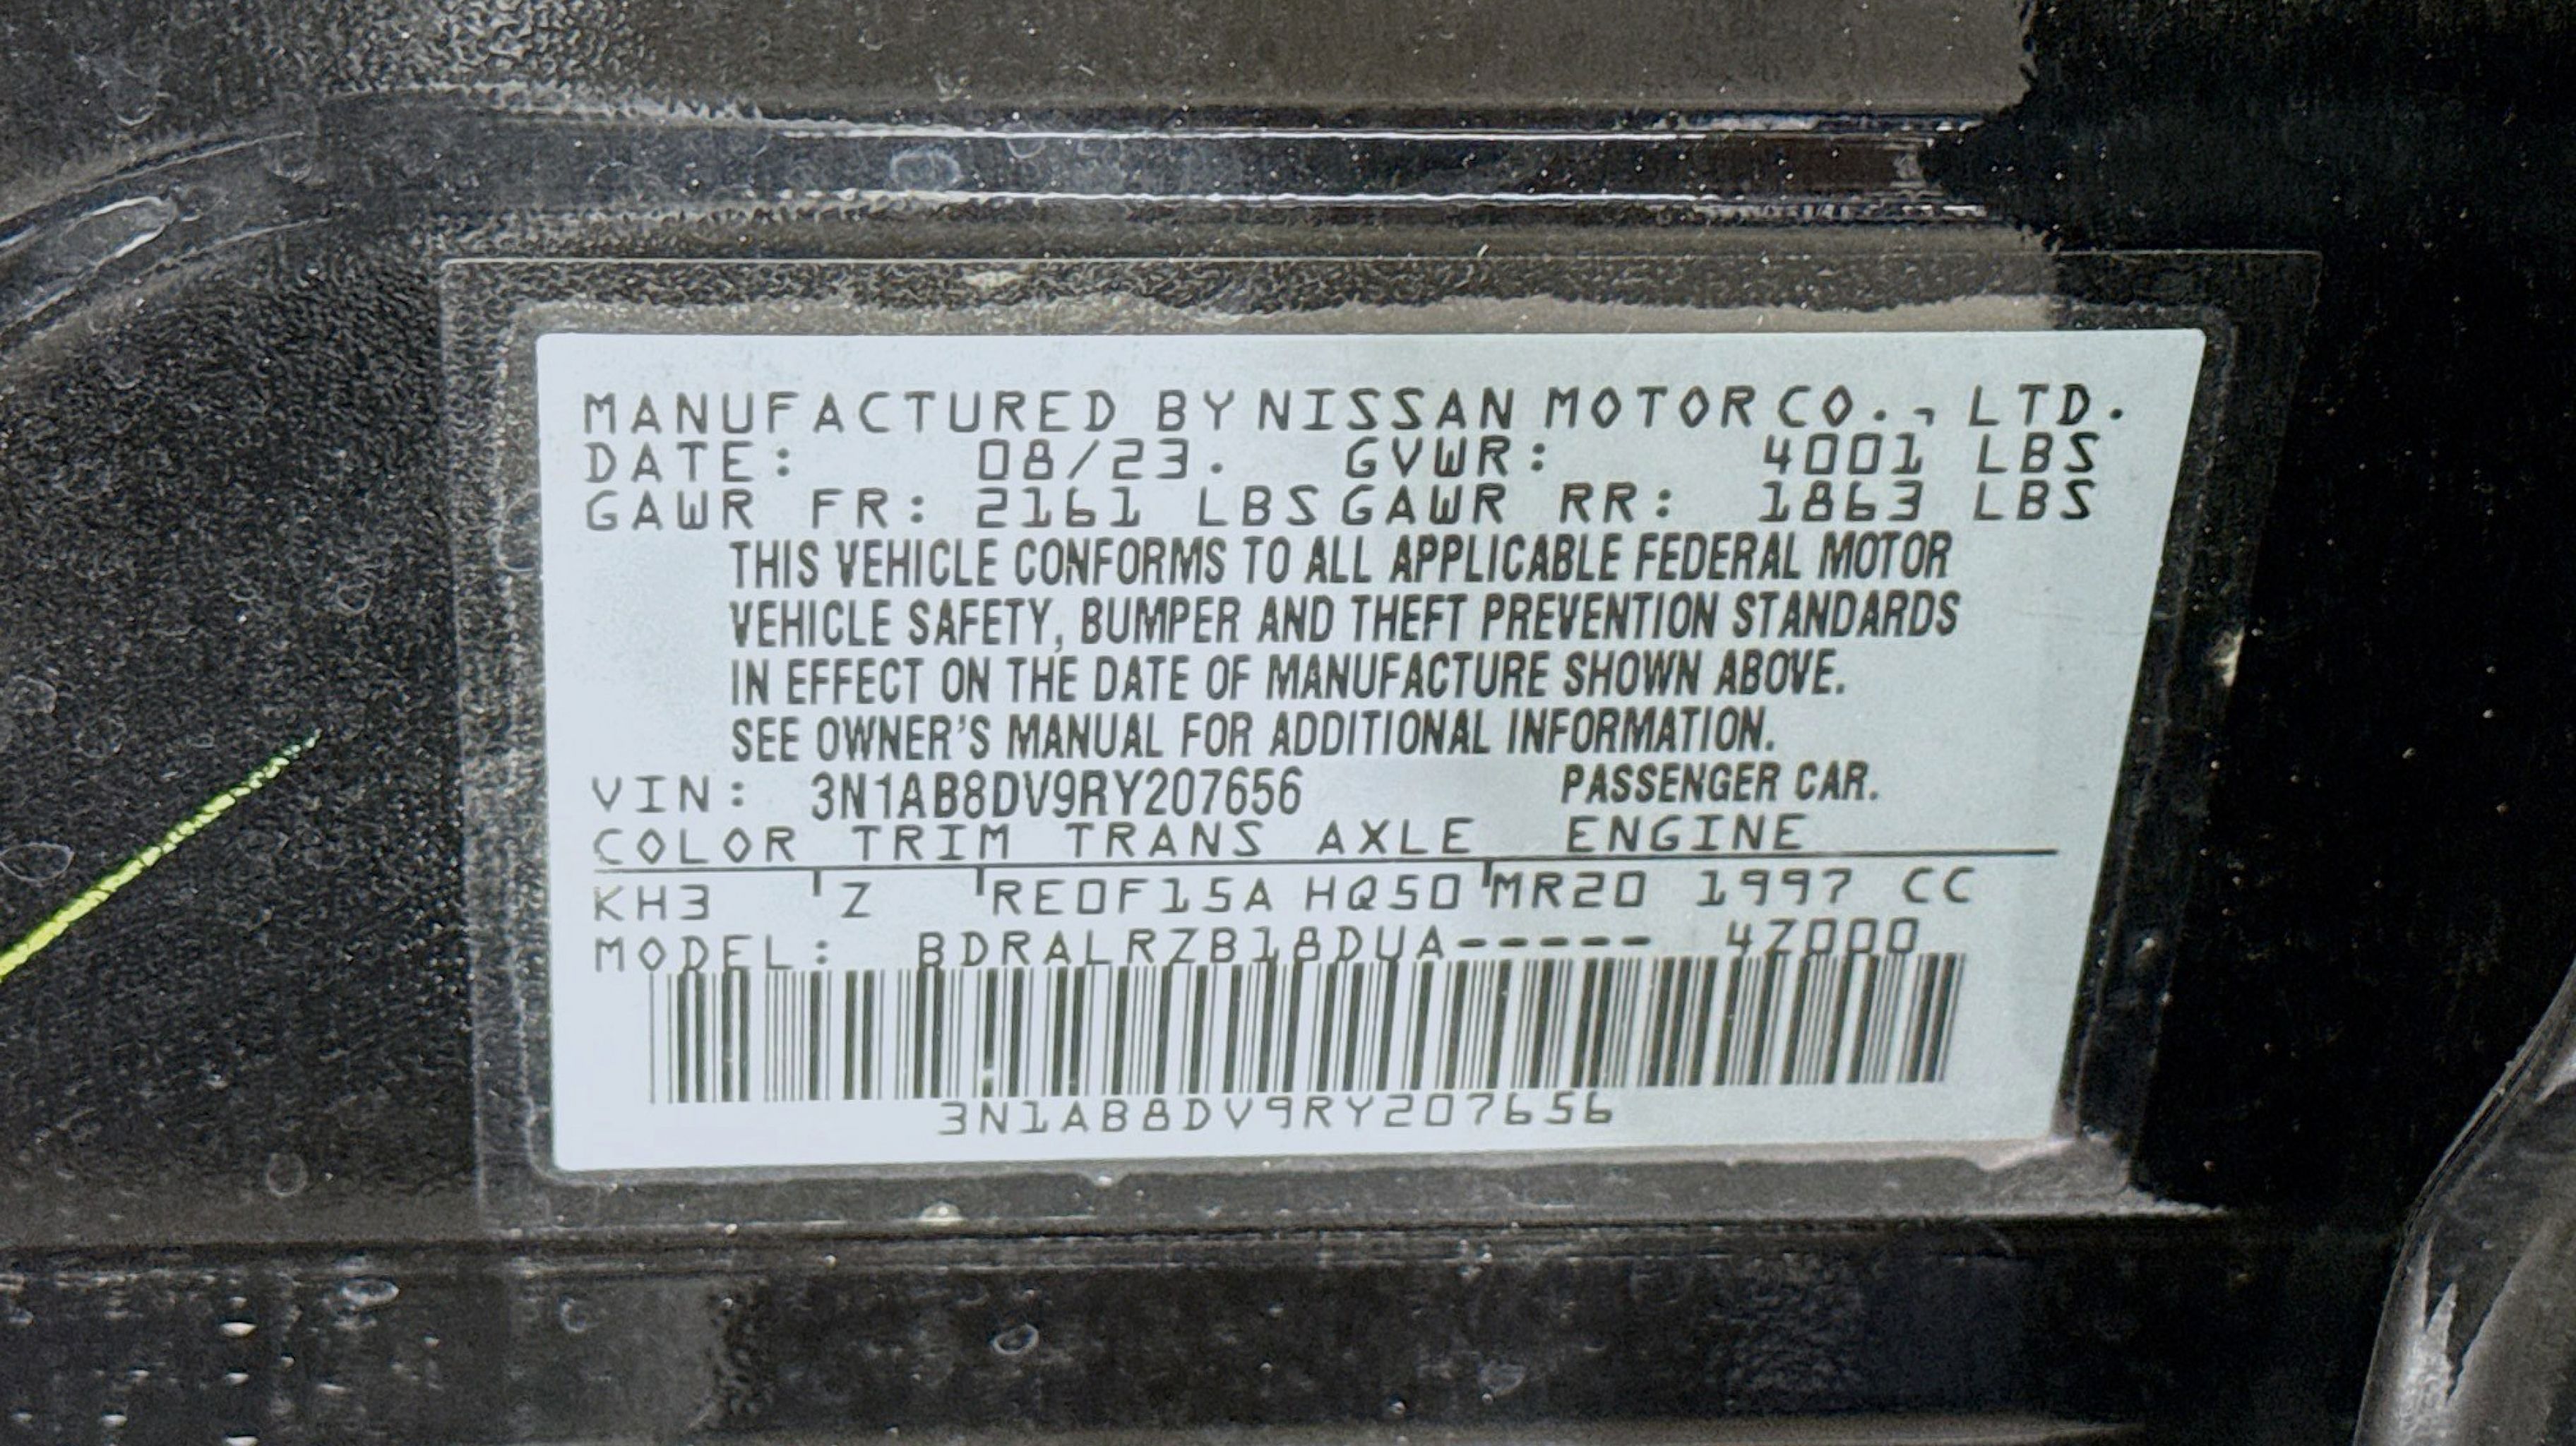 MANUFACTURED BY NISSAN MOTOR CO., LTD.
DATE: 08/23. GVWR: 4001 LBS
GAWR FR: 2161 LBS GAWR RR: 1863 LBS
THIS VEHICLE CONFORMS TO ALL APPLICABLE FEDERAL MOTOR
VEHICLE SAFETY, BUMPER AND THEFT PREVENTION STANDARDS
IN EFFECT ON THE DATE OF MANUFACTURE SHOWN ABOVE.
SEE OWNER'S MANUAL FOR ADDITIONAL INFORMATION.
VIN: 3N1AB8DV9RY207656 PASSENGER CAR.
COLOR TRIM TRANS AXLE ENGINE
KH3 Z RE0F15A HQ50 MR20 1997 CC
MODEL: BDRALRZB18DUA----- 4Z000
3N1AB8DV9RY207656